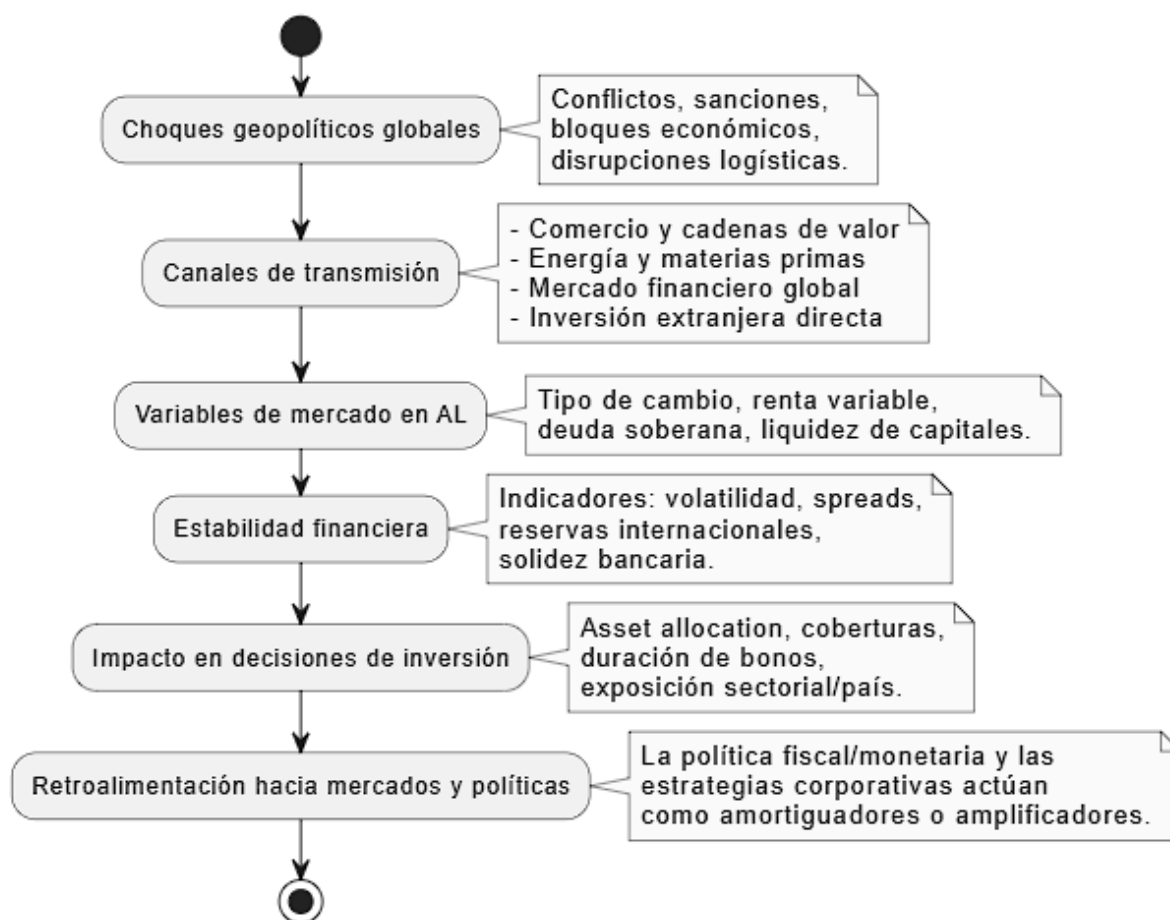 Choques geopolíticos globales
Conflictos, sanciones,
bloques económicos,
disrupciones logísticas.
Canales de transmisión
- Comercio y cadenas de valor
- Energía y materias primas
- Mercado financiero global
- Inversión extranjera directa
Variables de mercado en AL
Tipo de cambio, renta variable,
deuda soberana, liquidez de capitales.
Estabilidad financiera
Indicadores: volatilidad, spreads,
reservas internacionales,
solidez bancaria.
Impacto en decisiones de inversión
Asset allocation, coberturas,
duración de bonos,
exposición sectorial/país.
Retroalimentación hacia mercados y políticas
La política fiscal/monetaria y las
estrategias corporativas actúan
como amortiguadores o amplificadores.